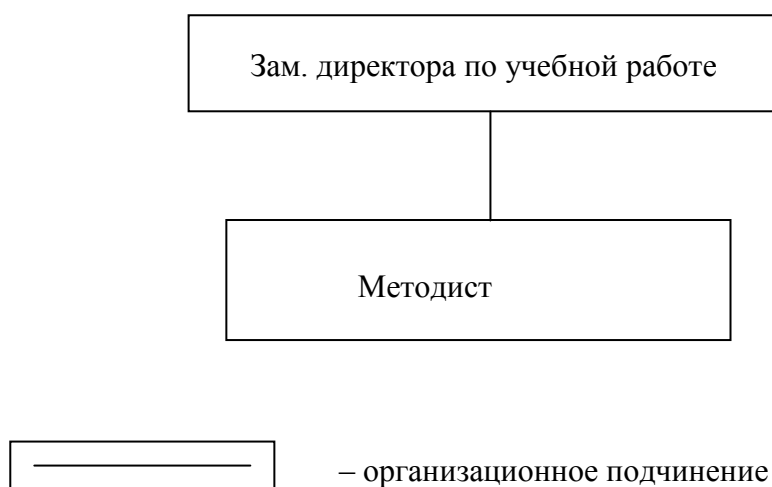 Зам. директора по учебной работе
Методист
– организационное подчинение